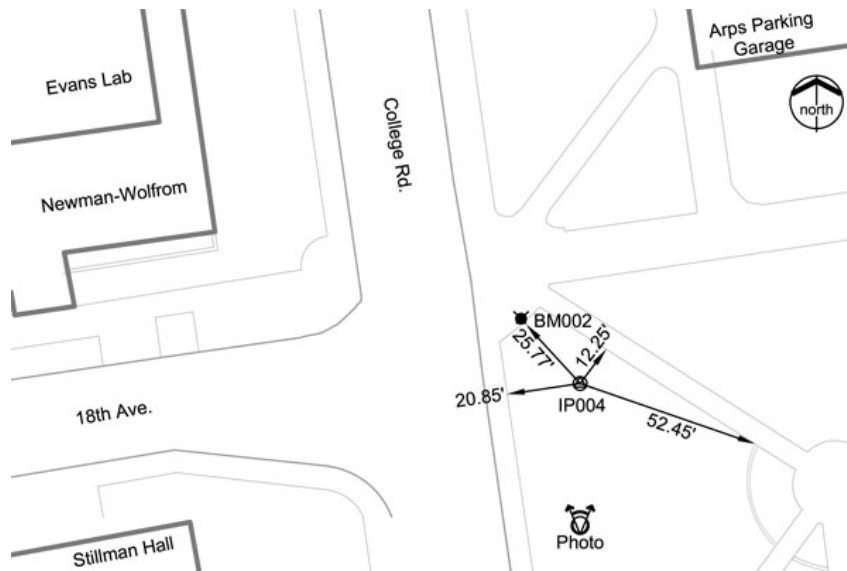 Arps Parking
Garage
Evans Lab
north
College Rd.
Newman-Wolfrom
BM002
25.77'
12.25'
20.85'
IP004
18th Ave.
52.45'
Photo
Stillman Hall